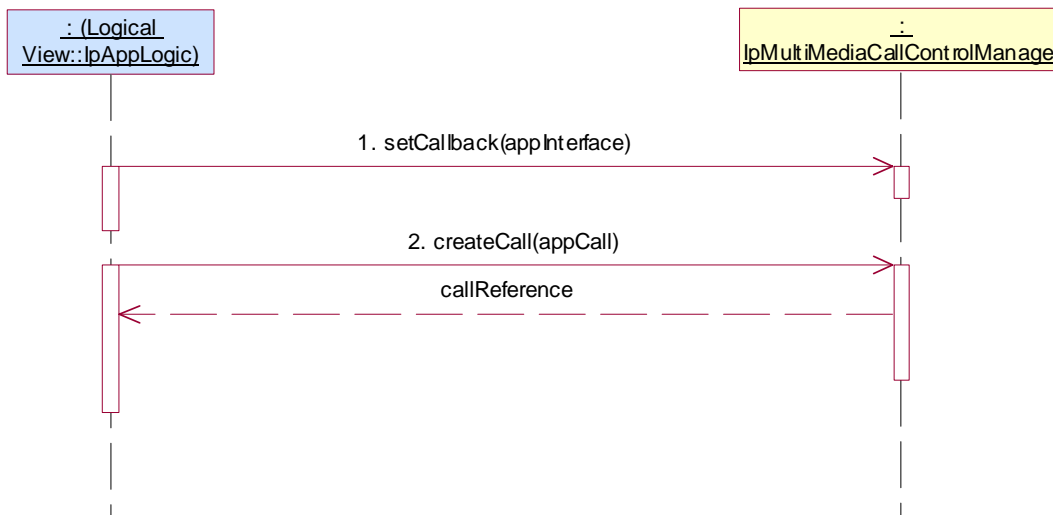 : (Logical
View::IpAppLogic)
:
IpMultiMediaCallControlManage
1. setCallback(appInterface)
2. createCall(appCall)
callReference